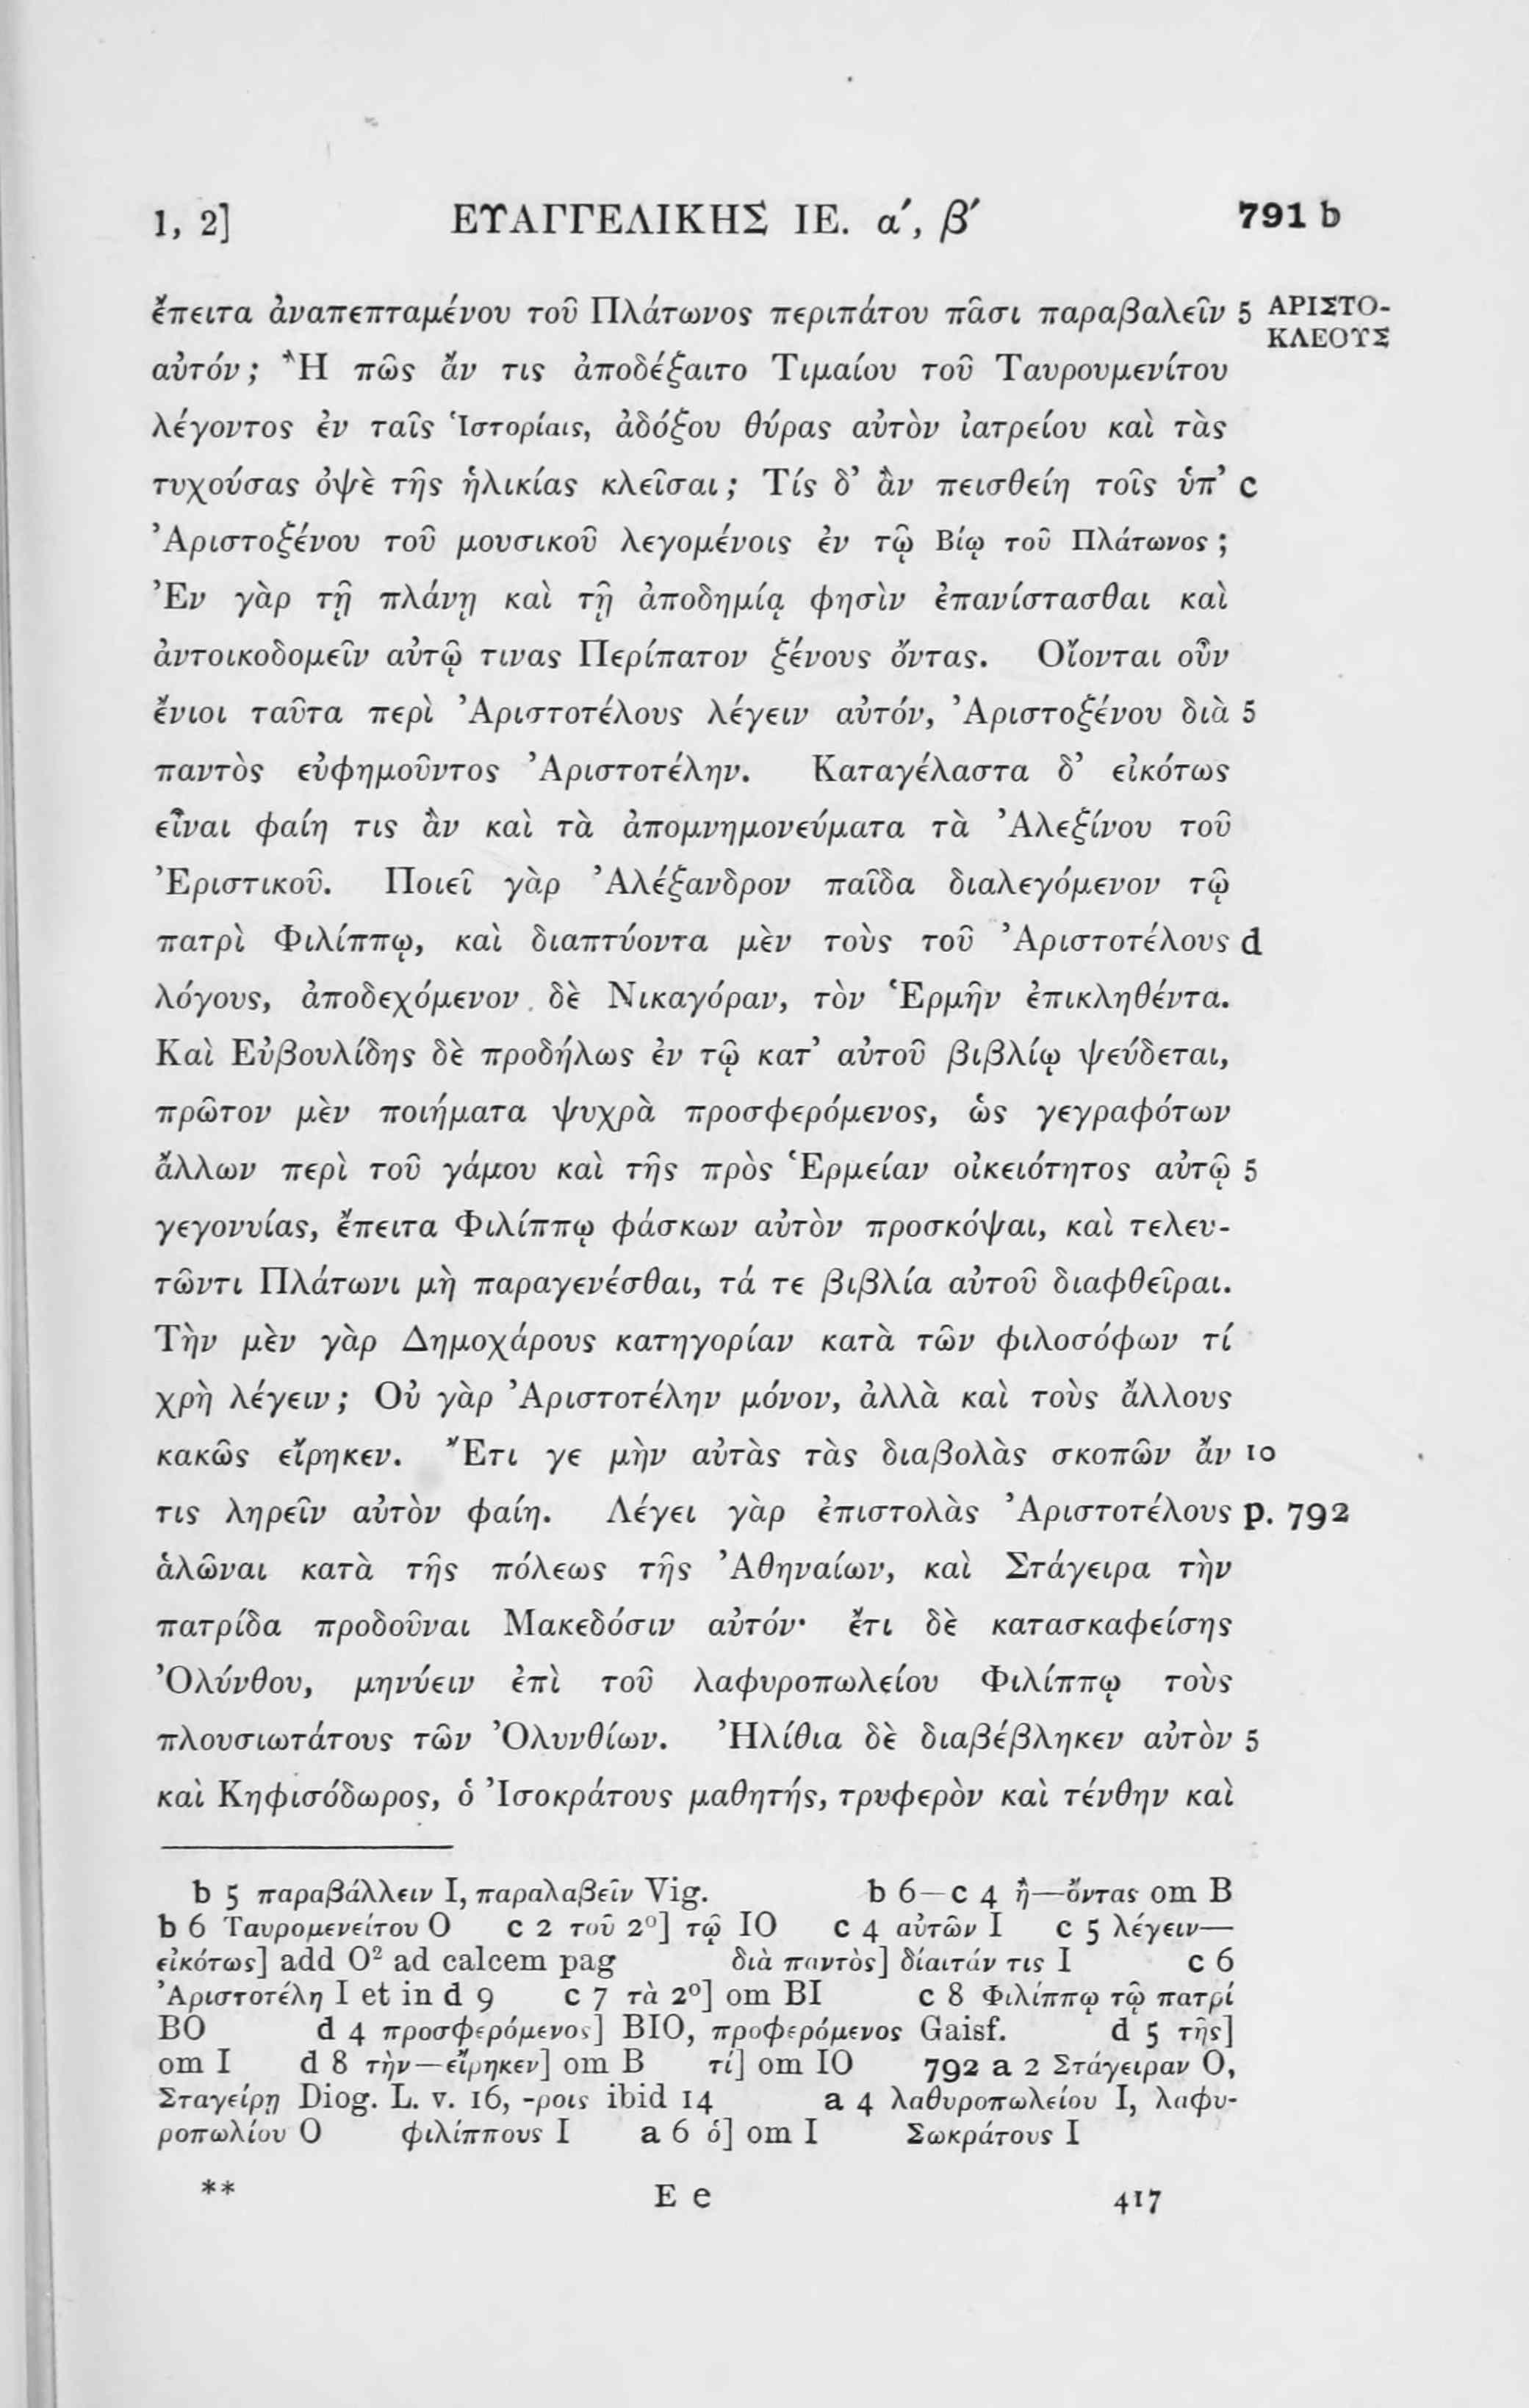 1, 2] ΕΥΑΓΓΕΛΙΚΗΣ ΙΕ. α΄, β΄ 791 b
ἔπειτα ἀναπεπταμένου τοῦ Πλάτωνος περιπάτου πᾶσι παραβαλεῖν 5 ΑΡΙΣΤΟ-
ΚΛΕΟΥΣ
αὐτόν; Ἢ πῶς ἄν τις ἀποδέξαιτο Τιμαίου τοῦ Ταυρουμενίτου
λέγοντος ἐν ταῖς Ἱστορίαις, ἀδόξου θύρας αὐτὸν ἰατρείου καὶ τὰς
τυχούσας ὀψὲ τῆς ἡλικίας κλεῖσαι; Τίς δ’ ἂν πεισθείη τοῖς ὑπ’ c
Ἀριστοξένου τοῦ μουσικοῦ λεγομένοις ἐν τῷ Βίῳ τοῦ Πλάτωνος;
Ἐν γὰρ τῇ πλάνῃ καὶ τῇ ἀποδημίᾳ φησὶν ἐπανίστασθαι καὶ
ἀντοικοδομεῖν αὐτῷ τινας Περίπατον ξένους ὄντας. Οἴονται οὖν
ἔνιοι ταῦτα περὶ Ἀριστοτέλους λέγειν αὐτόν, Ἀριστοξένου διὰ 5
παντὸς εὐφημοῦντος Ἀριστοτέλην. Καταγέλαστα δ’ εἰκότως
εἶναι φαίη τις ἂν καὶ τὰ ἀπομνημονεύματα τὰ Ἀλεξίνου τοῦ
Ἐριστικοῦ. Ποιεῖ γὰρ Ἀλέξανδρον παῖδα διαλεγόμενον τῷ
πατρὶ Φιλίππῳ, καὶ διαπτύοντα μὲν τοὺς τοῦ Ἀριστοτέλους d
λόγους, ἀποδεχόμενον δὲ Νικαγόραν, τὸν Ἑρμῆν ἐπικληθέντα.
Καὶ Εὐβουλίδης δὲ προδήλως ἐν τῷ κατ’ αὐτοῦ βιβλίῳ ψεύδεται,
πρῶτον μὲν ποιήματα ψυχρὰ προσφερόμενος, ὡς γεγραφότων
ἄλλων περὶ τοῦ γάμου καὶ τῆς πρὸς Ἑρμείαν οἰκειότητος αὐτῷ 5
γεγονυίας, ἔπειτα Φιλίππῳ φάσκων αὐτὸν προσκόψαι, καὶ τελευ-
τῶντι Πλάτωνι μὴ παραγενέσθαι, τά τε βιβλία αὐτοῦ διαφθεῖραι.
Τὴν μὲν γὰρ Δημοχάρους κατηγορίαν κατὰ τῶν φιλοσόφων τί
χρὴ λέγειν; Οὐ γὰρ Ἀριστοτέλην μόνον, ἀλλὰ καὶ τοὺς ἄλλους
κακῶς εἴρηκεν. Ἔτι γε μὴν αὐτὰς τὰς διαβολὰς σκοπῶν ἄν 10
τις ληρεῖν αὐτὸν φαίη. Λέγει γὰρ ἐπιστολὰς Ἀριστοτέλους p. 792
ἁλῶναι κατὰ τῆς πόλεως τῆς Ἀθηναίων, καὶ Στάγειρα τὴν
πατρίδα προδοῦναι Μακεδόσιν αὐτόν· ἔτι δὲ κατασκαφείσης
Ὀλύνθου, μηνύειν ἐπὶ τοῦ λαφυροπωλείου Φιλίππῳ τοὺς
πλουσιωτάτους τῶν Ὀλυνθίων. Ἠλίθια δὲ διαβέβληκεν αὐτὸν 5
καὶ Κηφισόδωρος, ὁ Ἰσοκράτους μαθητής, τρυφερὸν καὶ τένθην καὶ
b 5 παραβάλλειν I, παραλαβεῖν Vig. b 6–c 4 ἢ—ὄντας om B
b 6 Ταυρομενείτου O c 2 τοῦ 2⁰] τῷ IO c 4 αὐτῶν I c 5 λέγειν—
εἰκότως] add O² ad calcem pag διὰ παντὸς] δίαιτάν τις I c 6
Ἀριστοτέλη I et in d 9 c 7 τὰ 2⁰] om BI c 8 Φιλίππῳ τῷ πατρί
BO d 4 προσφερόμενος] BIO, προφερόμενος Gaisf. d 5 τῆς]
om I d 8 τὴν—εἴρηκεν] om B τί] om IO 792 a 2 Στάγειραν O,
Σταγείρῃ Diog. L. v. 16, -ροις ibid 14 a 4 λαθυροπωλείου I, λαφυ-
ροπωλίου O φιλίππους I a 6 ὁ] om I Σωκράτους I
** E e 417